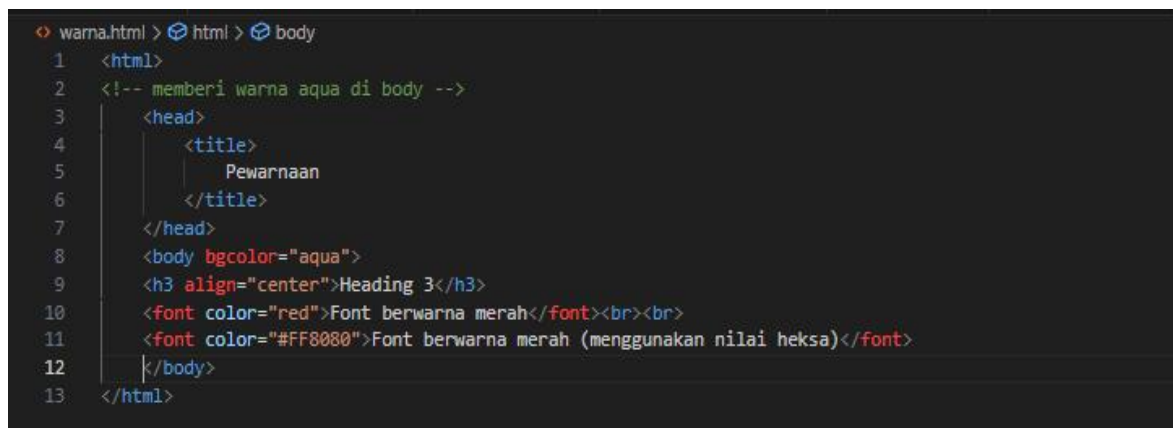 warna.html > html > body
1 <html>
2 <!-- memberi warna aqua di body -->
3 <head>
4 <title>
5 Pewarnaan
6 </title>
7 </head>
8 <body bgcolor="aqua">
9 <h3 align="center">Heading 3</h3>
10 <font color="red">Font berwarna merah</font><br><br>
11 <font color="#FF8080">Font berwarna merah (menggunakan nilai heksa)</font>
12 </body>
13 </html>